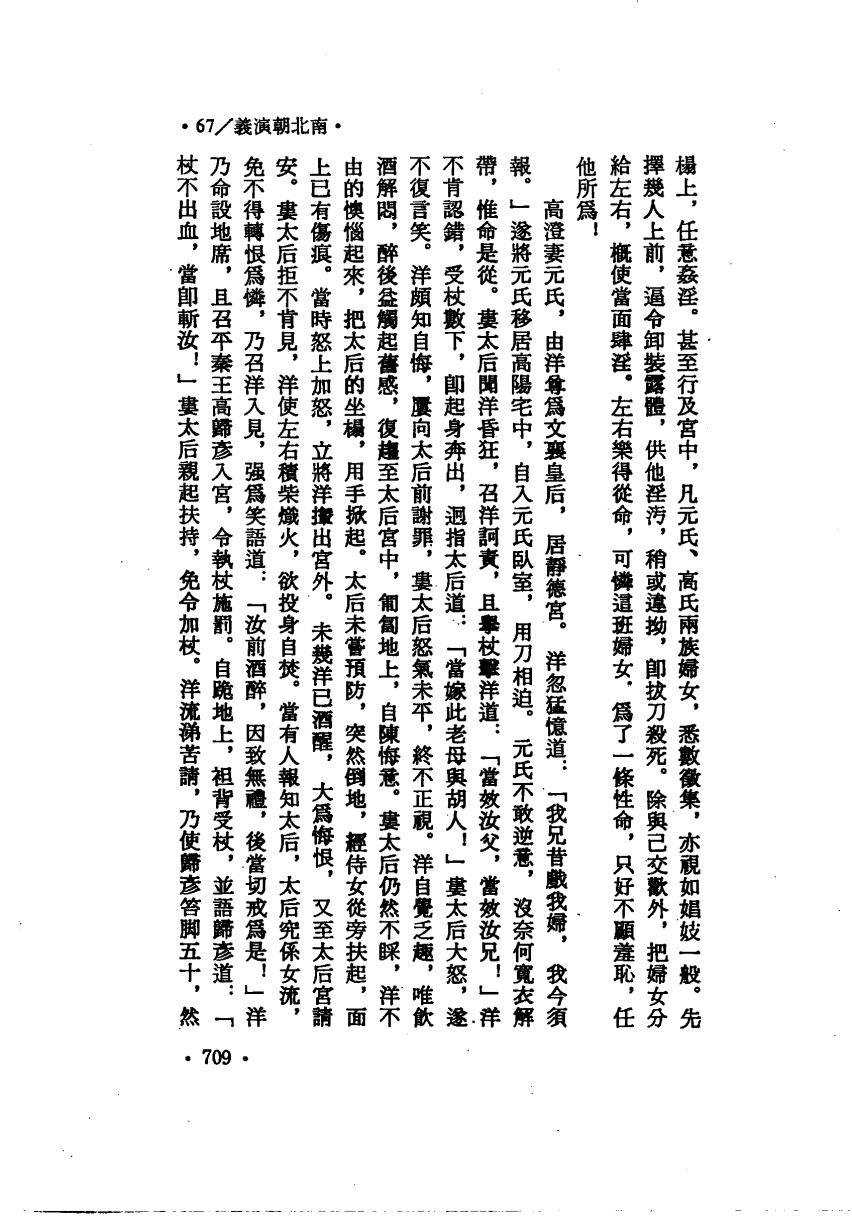 •南北朝演義／67•
榻上，任意姦淫。甚至行及宮中，凡元氏、高氏兩族婦女，悉數徵集，亦視如娼妓一般。先
擇幾人上前，逼令卸裝露體，供他淫汚，稍或違拗，卽拔刀殺死。除與己交歡外，把婦女分
給左右，概使當面肆淫。左右樂得從命，可憐這班婦女，爲了一條性命，只好不顧羞恥，任
他所爲！
高澄妻元氏，由洋尊爲文襄皇后，居靜德宮。洋忽猛憶道：「我兄昔戲我婦，我今須
報。」遂將元氏移居高陽宅中，自入元氏臥室，用刀相迫。元氏不敢逆意，沒奈何寬衣解
帶，惟命是從。婁太后聞洋昏狂，召洋訶責，且舉杖擊洋道：「當效汝父，當效汝兄！」洋
不肯認錯，受杖數下，卽起身奔出，迴指太后道：「當嫁此老母與胡人！」婁太后大怒，遂
不復言笑。洋頗知自悔，屢向太后前謝罪，婁太后怒氣未平，終不正視。洋自覺乏趣，唯飲
酒解悶，醉後益觸起舊感，復趨至太后宮中，匍匐地上，自陳悔意。婁太后仍然不睬，洋不
由的懊惱起來，把太后的坐榻，用手掀起。太后未嘗預防，突然倒地，經侍女從旁扶起，面
上已有傷痕。當時怒上加怒，立將洋攆出宮外。未幾洋已酒醒，大爲悔恨，又至太后宮請
安。婁太后拒不肯見，洋使左右積柴熾火，欲投身自焚。當有人報知太后，太后究係女流，
免不得轉恨爲憐，乃召洋入見，强爲笑語道：「汝前酒醉，因致無禮，後當切戒爲是！」洋
乃命設地席，且召平秦王高歸彥入宮，令執杖施罰。自跪地上，袒背受杖，並語歸彥道：「
杖不出血，當卽斬汝！」婁太后親起扶持，免令加杖。洋流涕苦請，乃使歸彥笞脚五十，然
•709•